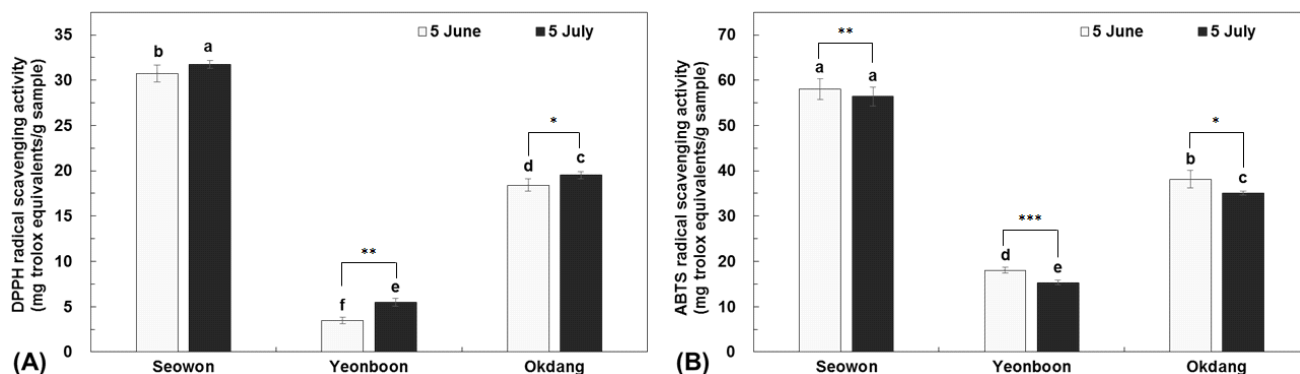 DPPH radical scavenging activity
(mg trolox equivalents/g sample)
35
30
25
20
15
10
5
0
5 June
5 July
b
a
f
e
**
d
c
*
Seowon
Yeonboon
Okdang
(A)
ABTS radical scavenging activity
(mg trolox equivalents/g sample)
70
60
50
40
30
20
10
0
5 June
5 July
**
a
a
***
d
e
*
b
c
Seowon
Yeonboon
Okdang
(B)